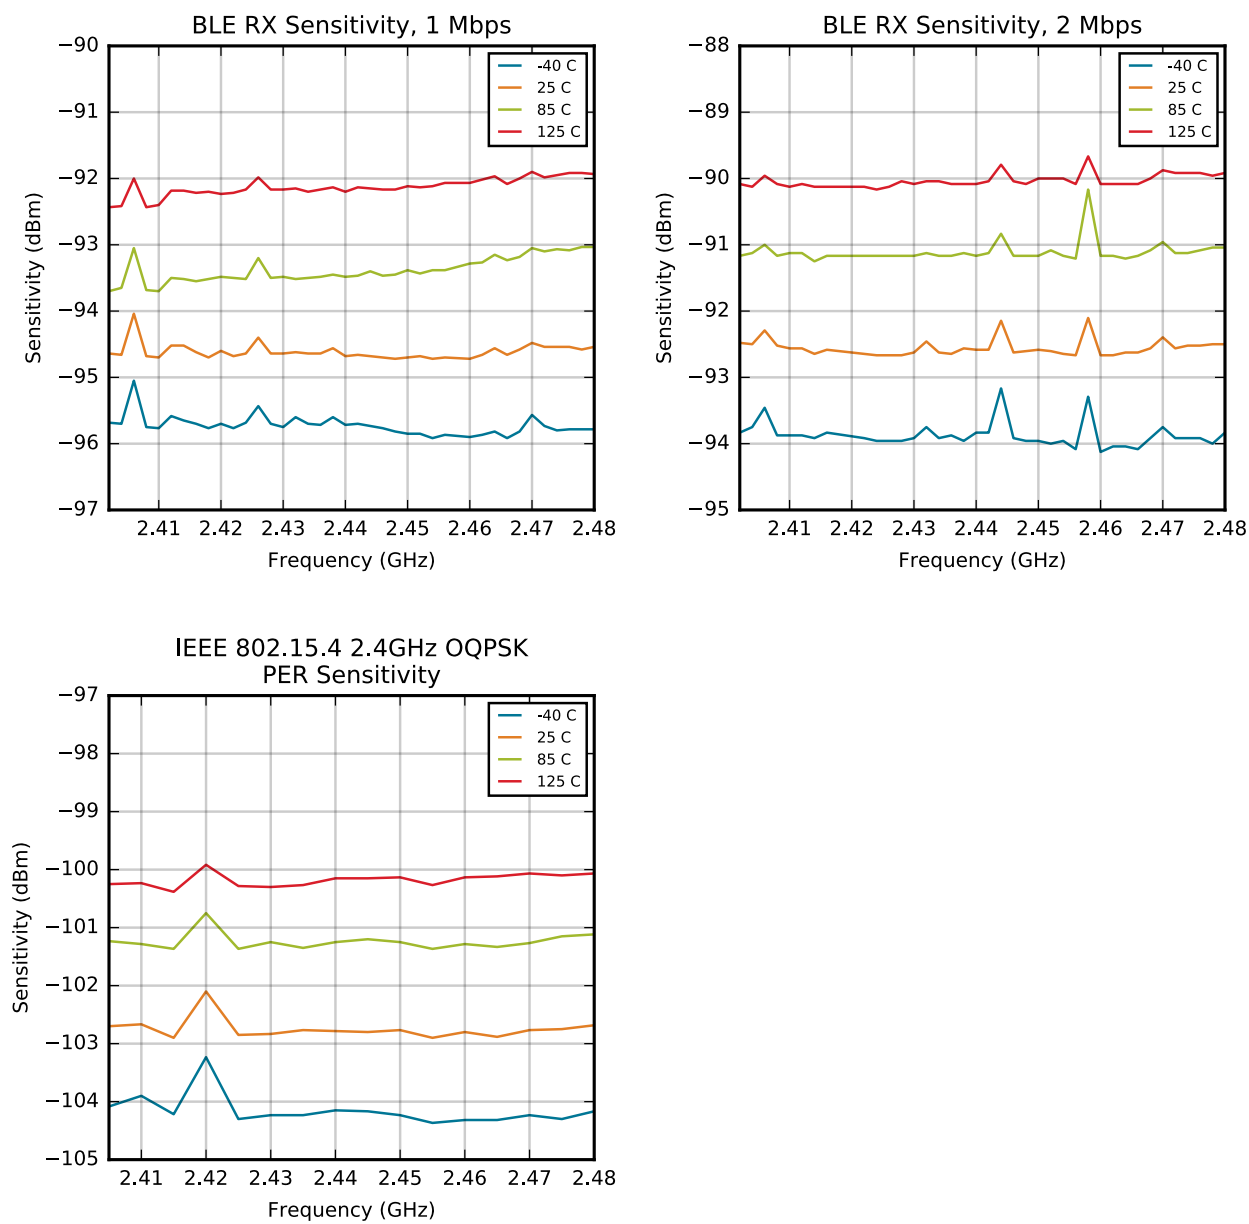 BLE RX Sensitivity, 1 Mbps
−90
−91
−92
−93
−94
−95
−96
−97
Sensitivity (dBm)
-40 C
25 C
85 C
125 C
2.41 2.42 2.43 2.44 2.45 2.46 2.47 2.48
Frequency (GHz)
BLE RX Sensitivity, 2 Mbps
−88
−89
−90
−91
−92
−93
−94
−95
Sensitivity (dBm)
-40 C
25 C
85 C
125 C
2.41 2.42 2.43 2.44 2.45 2.46 2.47 2.48
Frequency (GHz)
IEEE 802.15.4 2.4GHz OQPSK
PER Sensitivity
−97
−98
−99
−100
−101
−102
−103
−104
−105
Sensitivity (dBm)
-40 C
25 C
85 C
125 C
2.41 2.42 2.43 2.44 2.45 2.46 2.47 2.48
Frequency (GHz)